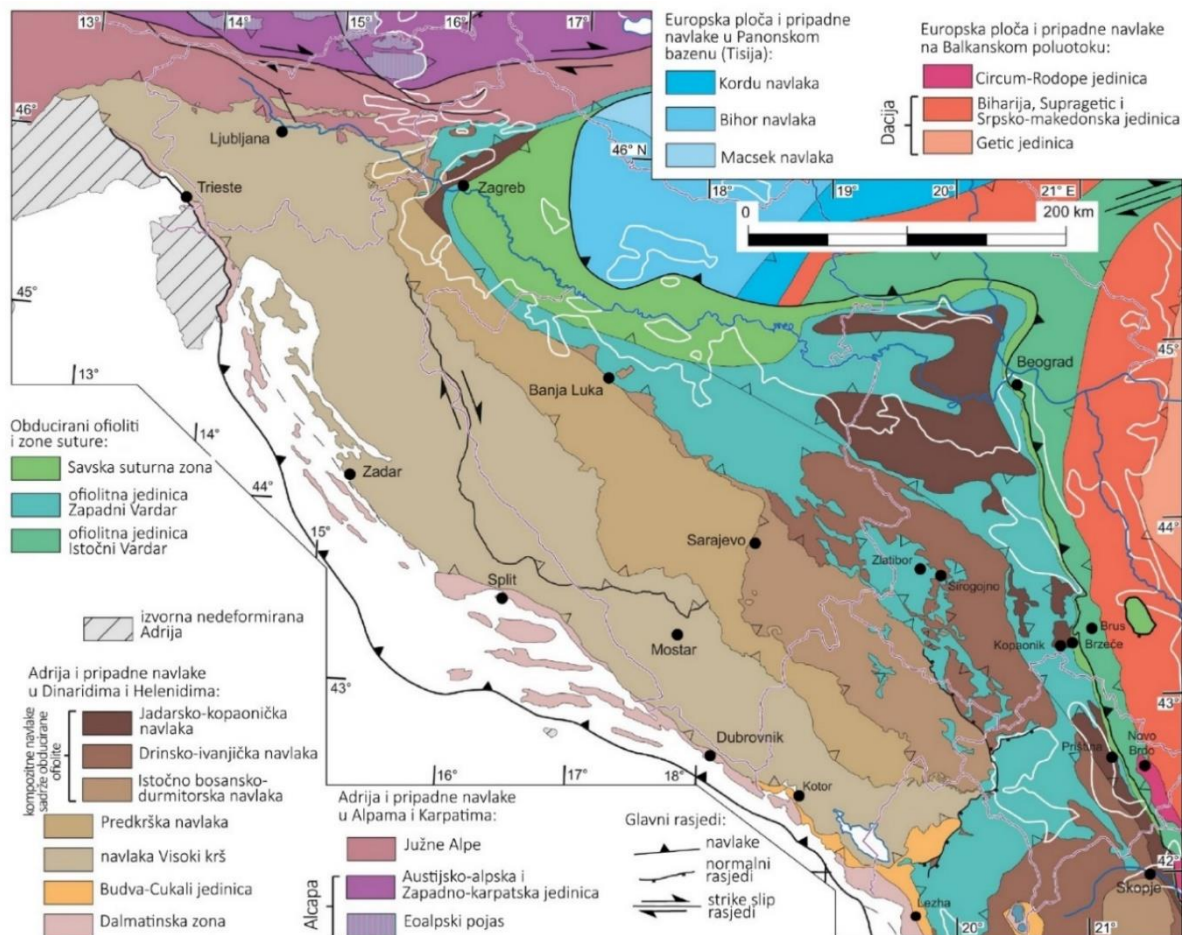 13°
14°
15°
16°
17°
46°
Ljubljana
Trieste
Zagreb
46° N
45°
13°
14°
44°
15°
Zadar
Split
43°
16°
17°
18°
Banja Luka
Sarajevo
Mostar
Dubrovnik
Kotor
Zlatibor
Sirogojno
Beograd
Kopaonik
Brus
Brzeče
Priština
Novo
Brdo
Skopje
Lezha
18°
19°
20°
21° E
0
200 km
45°
44°
43°
42°
20°
21°
Europska ploča i pripadne
navlake u Panonskom
bazenu (Tisija):
Kordu navlaka
Bihor navlaka
Macsek navlaka
Europska ploča i pripadne navlake
na Balkanskom poluotoku:
Circum-Rodope jedinica
Dacija
Biharija, Supragetic i
Srpsko-makedonska jedinica
Getic jedinica
Obducirani ofioliti
i zone suture:
Savska suturna zona
ofiolitna jedinica
Zapadni Vardar
ofiolitna jedinica
Istočni Vardar
izvorna nedeformirana
Adrija
Adrija i pripadne navlake
u Dinaridima i Helenidima:
kompozitne navlake
sadrže obducirane
ofiolite
Jadarsko-kopaonička
navlaka
Drinsko-ivanjička navlaka
Istočno bosansko-
durmitorska navlaka
Predkrška navlaka
navlaka Visoki krš
Budva-Cukali jedinica
Dalmatinska zona
Adrija i pripadne navlake
u Alpama i Karpatima:
Južne Alpe
Alcapa
Austijsko-alpska i
Zapadno-karpatska jedinica
Eoalpski pojas
Glavni rasjedi:
navlake
normalni
rasjedi
strike slip
rasjedi